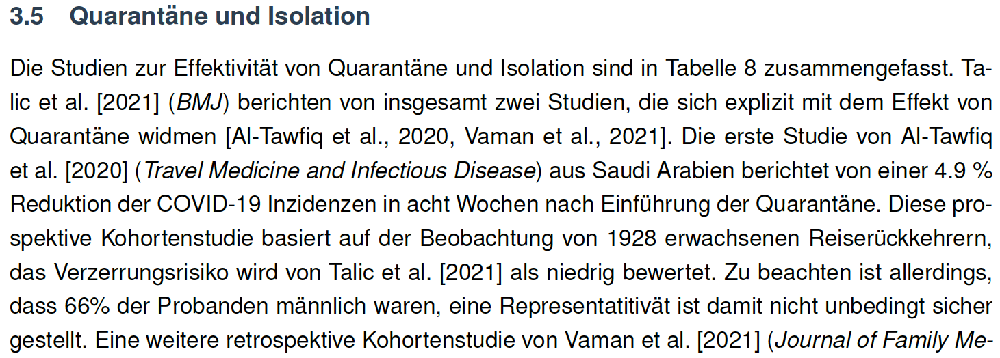 3.5 Quarantäne und Isolation
Die Studien zur Effektivität von Quarantäne und Isolation sind in Tabelle 8 zusammengefasst. Ta-
lic et al. [2021] (BMJ) berichten von insgesamt zwei Studien, die sich explizit mit dem Effekt von
Quarantäne widmen [Al-Tawfiq et al., 2020, Vaman et al., 2021]. Die erste Studie von Al-Tawfiq
et al. [2020] (Travel Medicine and Infectious Disease) aus Saudi Arabien berichtet von einer 4.9 %
Reduktion der COVID-19 Inzidenzen in acht Wochen nach Einführung der Quarantäne. Diese pro-
spektive Kohortenstudie basiert auf der Beobachtung von 1928 erwachsenen Reiserückkehrern,
das Verzerrungsrisiko wird von Talic et al. [2021] als niedrig bewertet. Zu beachten ist allerdings,
dass 66% der Probanden männlich waren, eine Representatitivät ist damit nicht unbedingt sicher
gestellt. Eine weitere retrospektive Kohortenstudie von Vaman et al. [2021] (Journal of Family Me-